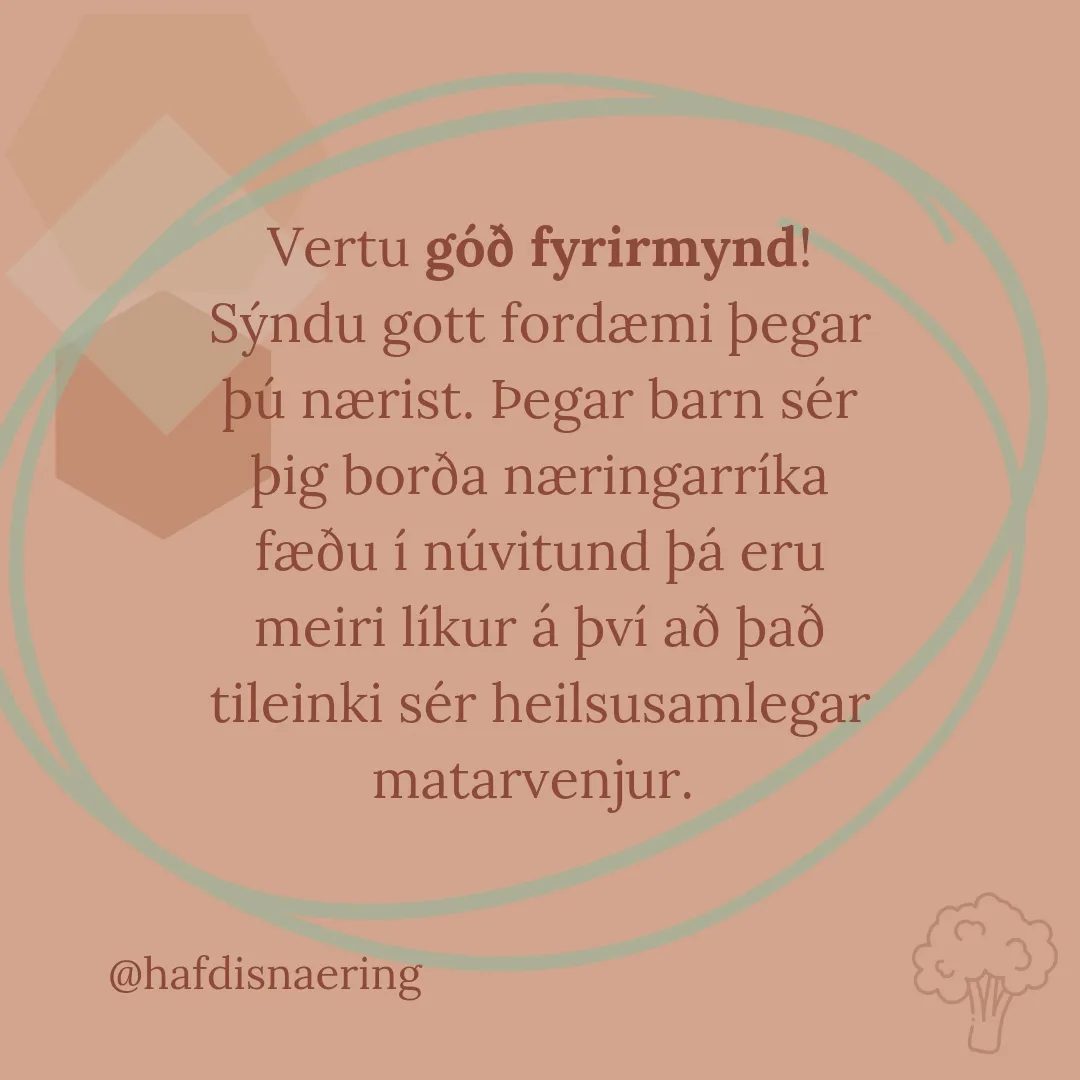 Vertu góð fyrirmynd!
Sýndu gott fordæmi þegar
þú nærist. Þegar barn sér
þig borða næringarríka
fæðu í núvitund þá eru
meiri líkur á því að það
tileinki sér heilsusamlegar
matarvenjur.
@hafdisnaering